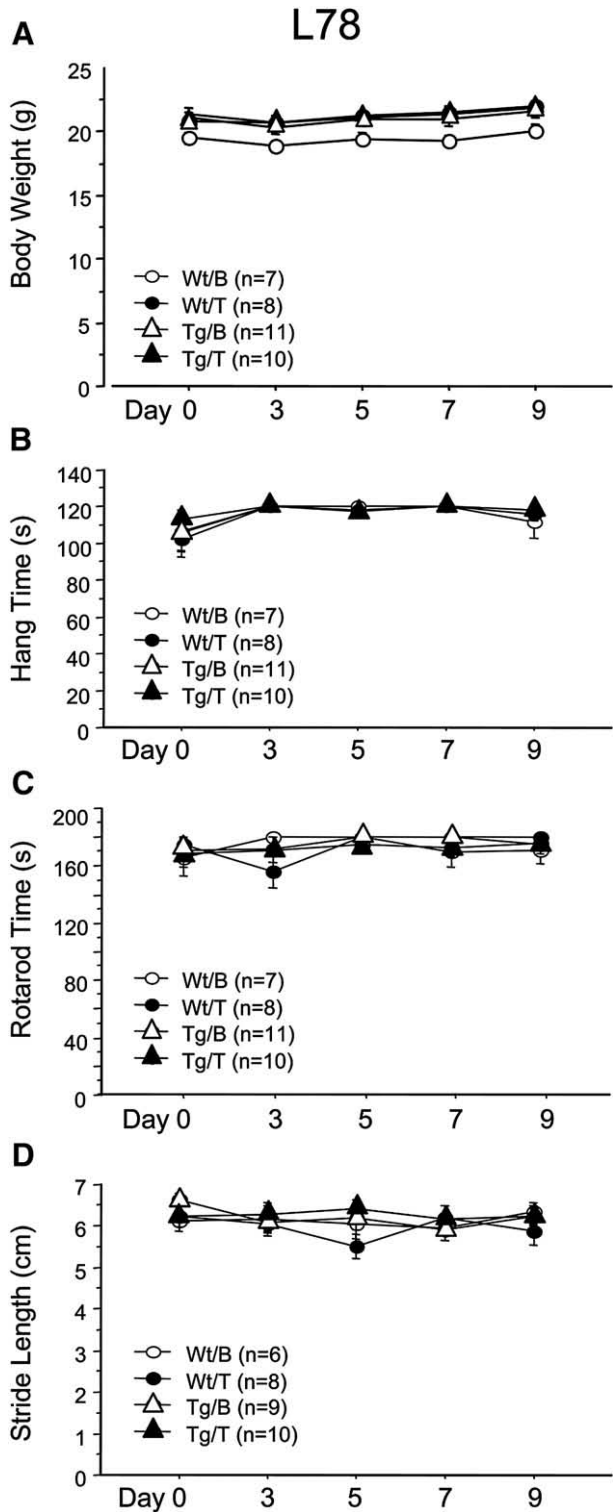 L78
A
Body Weight (g)
25
20
15
10
5
0
Wt/B (n=7)
Wt/T (n=8)
Tg/B (n=11)
Tg/T (n=10)
Day 0 3 5 7 9
B
Hang Time (s)
140
120
100
80
60
40
20
0
Wt/B (n=7)
Wt/T (n=8)
Tg/B (n=11)
Tg/T (n=10)
Day 0 3 5 7 9
C
Rotarod Time (s)
200
160
120
80
40
0
Wt/B (n=7)
Wt/T (n=8)
Tg/B (n=11)
Tg/T (n=10)
Day 0 3 5 7 9
D
Stride Length (cm)
7
6
5
4
3
2
1
0
Wt/B (n=6)
Wt/T (n=8)
Tg/B (n=9)
Tg/T (n=10)
Day 0 3 5 7 9